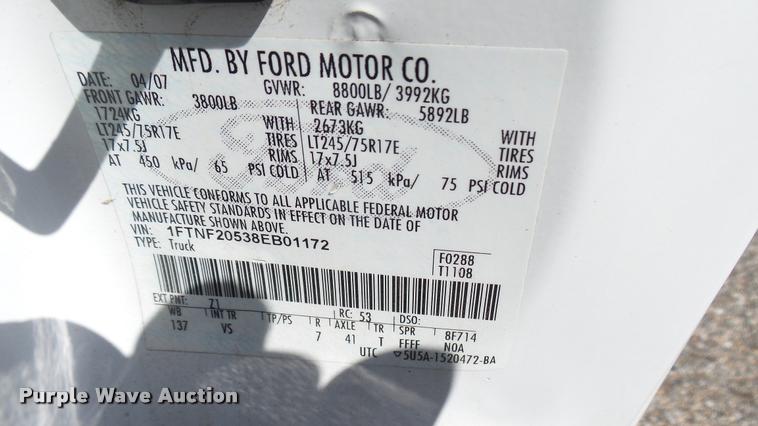 MFD. BY FORD MOTOR CO.
DATE: 04/07 GVWR: 8800LB/ 3992KG
FRONT GAWR: 3800LB REAR GAWR: 5892LB
1724KG WITH 2673KG WITH
LT245/75R17E TIRES LT245/75R17E TIRES
17x7.5J RIMS 17x7.5J RIMS
AT 450 kPa/ 65 PSI COLD AT 515 kPa/ 75 PSI COLD
THIS VEHICLE CONFORMS TO ALL APPLICABLE FEDERAL MOTOR
VEHICLE SAFETY STANDARDS IN EFFECT ON THE DATE OF
MANUFACTURE SHOWN ABOVE.
VIN: 1FTNF20538EB01172
TYPE: Truck
F0288
T1108
EXT PNT: Z1 RC: 53 DSO:
WB INT TR TP/PS R AXLE TR SPR 8F714
137 VS 7 41 T FFFF NOA
UTC 5U5A-1520472-BA
Ford
Purple Wave Auction